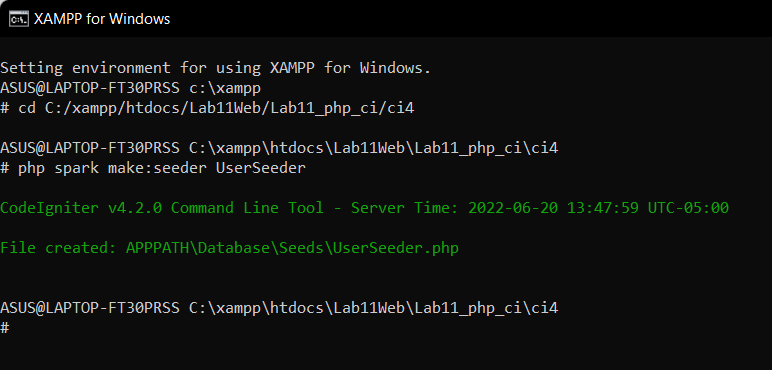 XAMPP for Windows
Setting environment for using XAMPP for Windows.
ASUS@LAPTOP-FT30PRSS c:\xampp
# cd C:/xampp/htdocs/Lab11Web/Lab11_php_ci/ci4
ASUS@LAPTOP-FT30PRSS C:\xampp\htdocs\Lab11Web\Lab11_php_ci\ci4
# php spark make:seeder UserSeeder
CodeIgniter v4.2.0 Command Line Tool - Server Time: 2022-06-20 13:47:59 UTC-05:00
File created: APPPATH\Database\Seeds\UserSeeder.php
ASUS@LAPTOP-FT30PRSS C:\xampp\htdocs\Lab11Web\Lab11_php_ci\ci4
#